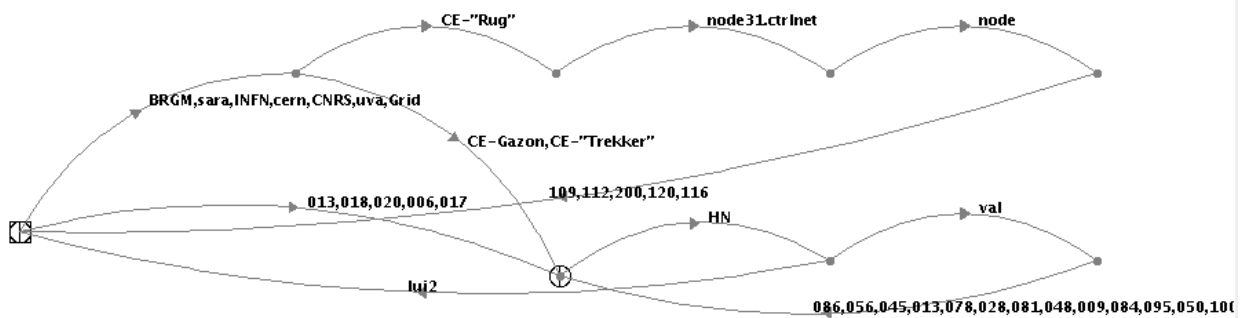 CE-"Rug"
node31.ctrlnet
node
BRGM,sara,INFN,cern,CNRS,uva,Grid
CE-Gazon,CE-"Trekker"
109,112,200,120,116
013,018,020,006,017
HN
val
lui2
086,056,045,013,078,028,081,048,009,084,095,050,100